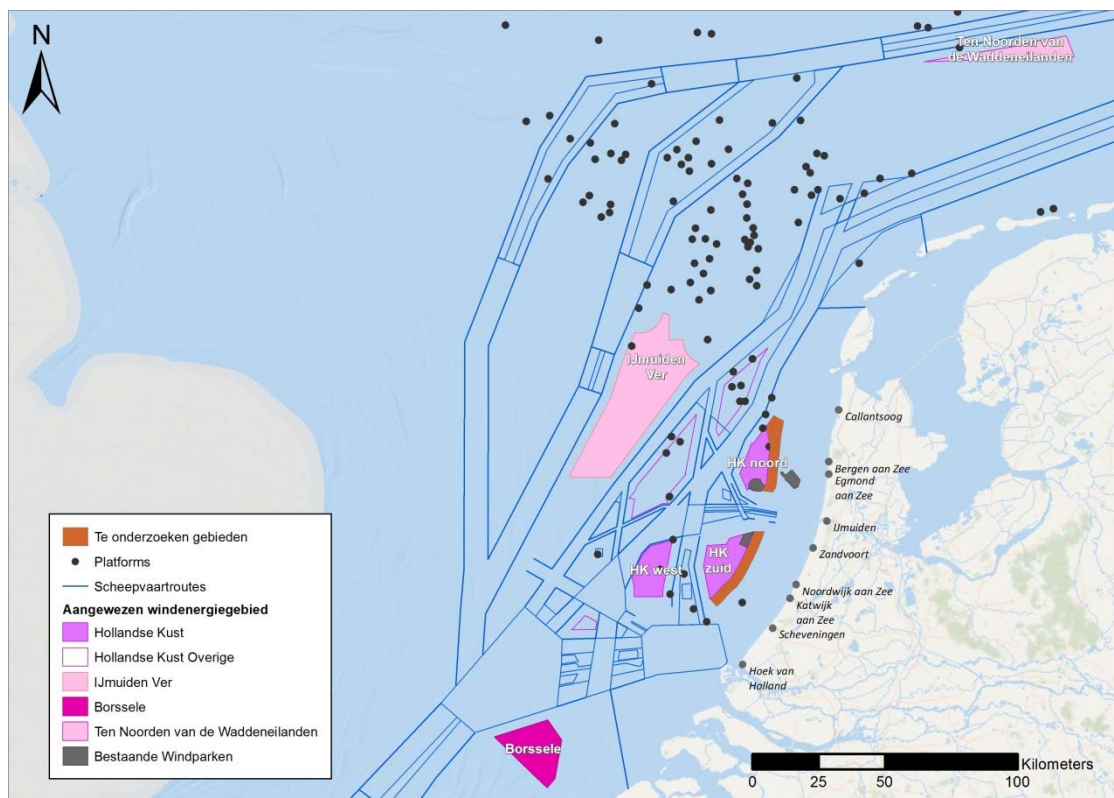 N
Ten Noorden van
de Waddeneilanden
IJmuiden
Ver
Callantsoog
HK noord
Bergen aan Zee
Egmond
aan Zee
IJmuiden
HK
zuid
Zandvoort
HK west
Noordwijk aan Zee
Katwijk
aan Zee
Scheveningen
Hoek van
Holland
Borssele
Te onderzoeken gebieden
Platforms
Scheepvaartroutes
Aangewezen windenergiegebied
Hollandse Kust
Hollandse Kust Overige
IJmuiden Ver
Borssele
Ten Noorden van de Waddeneilanden
Bestaande Windparken
Kilometers
0 25 50 100